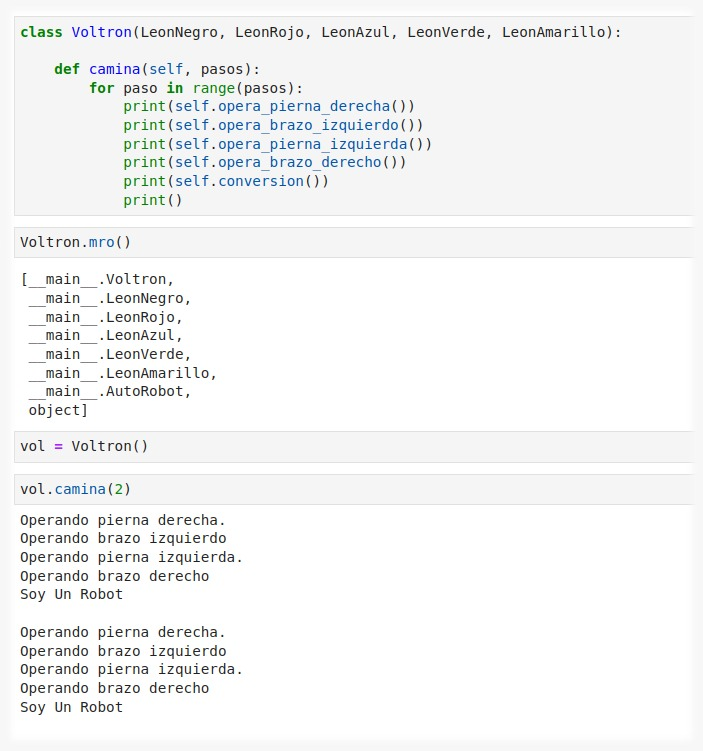 class Voltron(LeonNegro, LeonRojo, LeonAzul, LeonVerde, LeonAmarillo):
    def camina(self, pasos):
        for paso in range(pasos):
            print(self.opera_pierna_derecha())
            print(self.opera_brazo_izquierdo())
            print(self.opera_pierna_izquierda())
            print(self.opera_brazo_derecho())
            print(self.conversion())
            print()
Voltron.mro()
[__main__.Voltron,
 __main__.LeonNegro,
 __main__.LeonRojo,
 __main__.LeonAzul,
 __main__.LeonVerde,
 __main__.LeonAmarillo,
 __main__.AutoRobot,
 object]
vol = Voltron()
vol.camina(2)
Operando pierna derecha.
Operando brazo izquierdo
Operando pierna izquierda.
Operando brazo derecho
Soy Un Robot
Operando pierna derecha.
Operando brazo izquierdo
Operando pierna izquierda.
Operando brazo derecho
Soy Un Robot